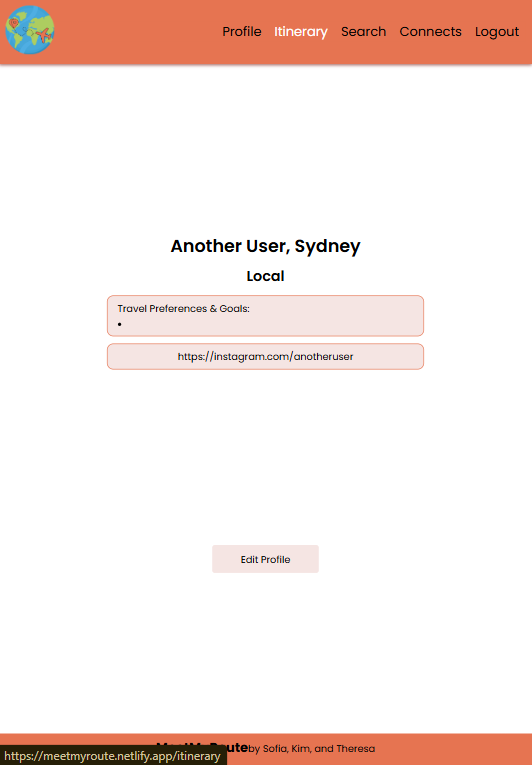 Profile Itinerary Search Connects Logout
Another User, Sydney
Local
Travel Preferences & Goals:
•
https://instagram.com/anotheruser
Edit Profile
by Sofia, Kim, and Theresa
https://meetmyroute.netlify.app/itinerary